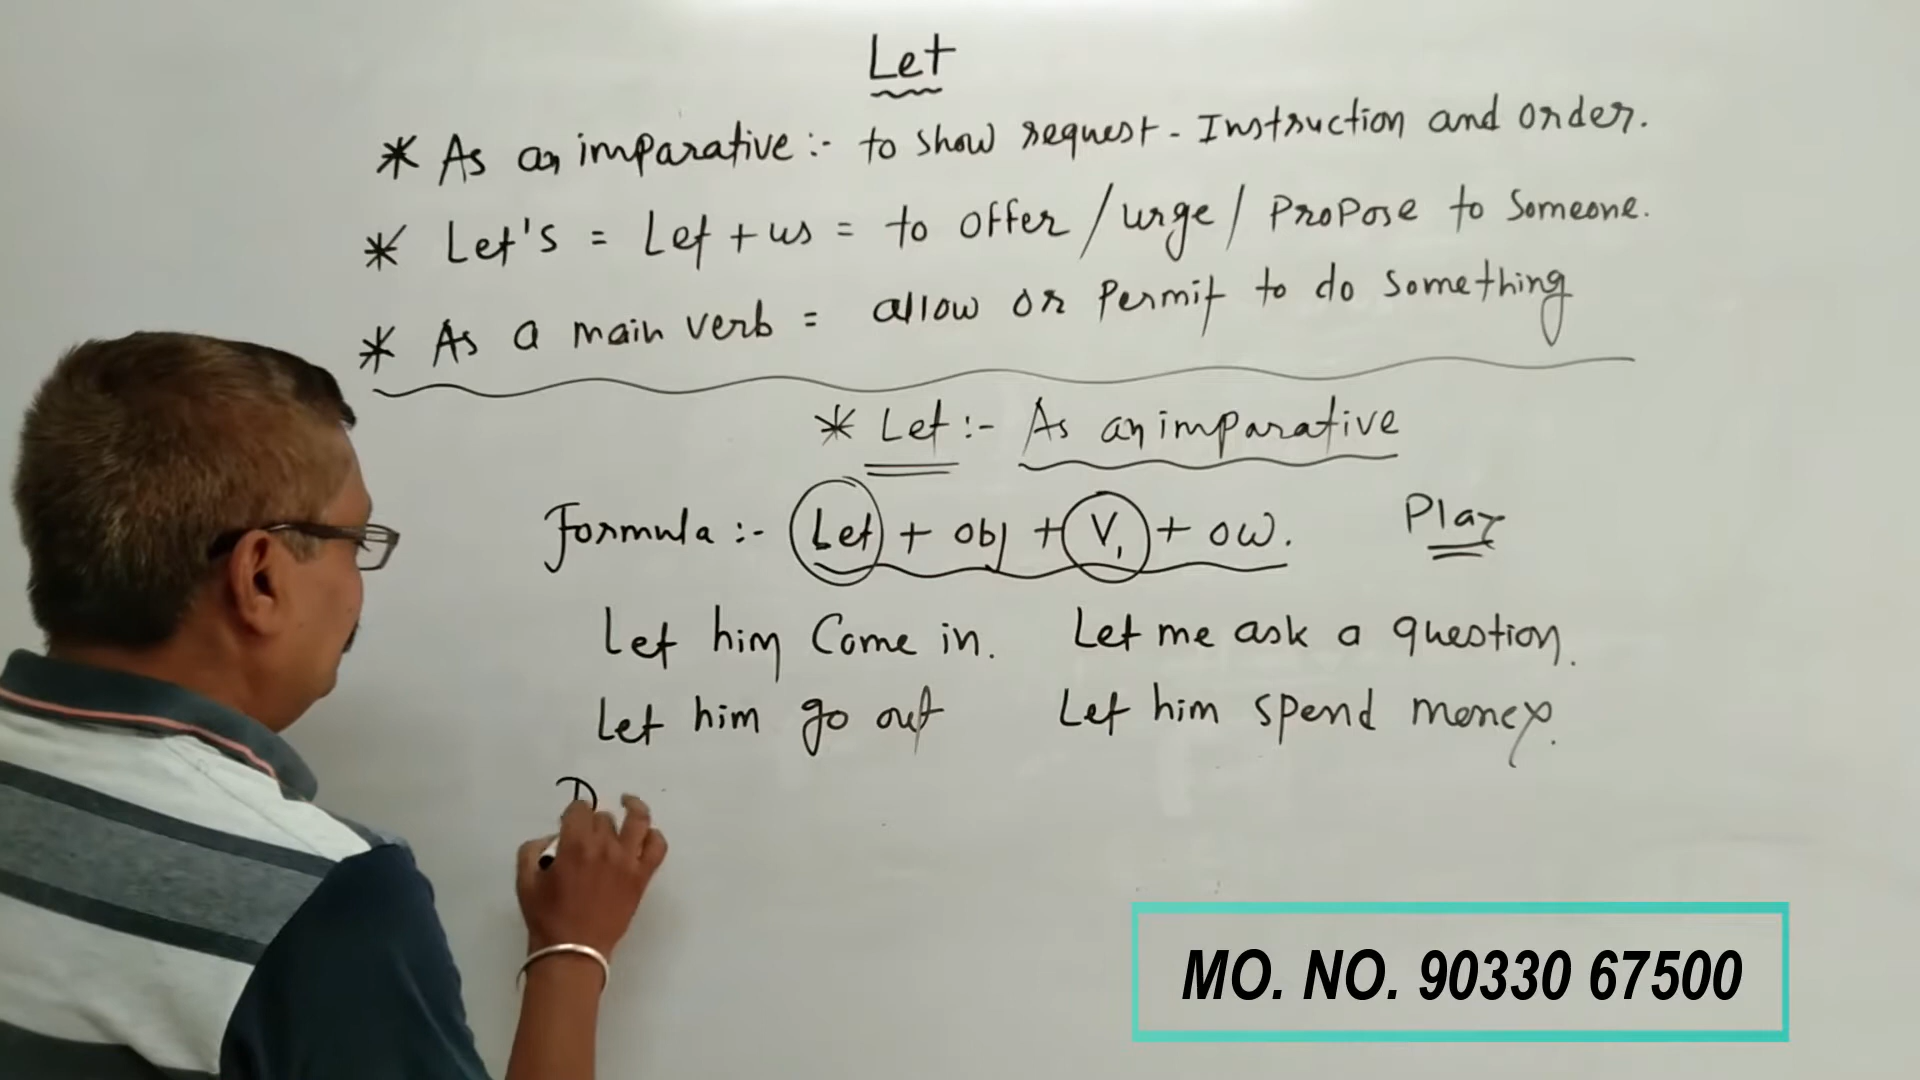 Let
* As an imparative :- to show request - Instruction and order.
* Let's = Let + us = to offer / urge / Propose to Someone.
* As a main verb = allow or Permit to do something
* Let :- As an imparative
Formula :- Let + obj + V1 + ow. Play
Let him Come in. Let me ask a question.
Let him go out Let him spend money.
D
MO. NO. 90330 67500